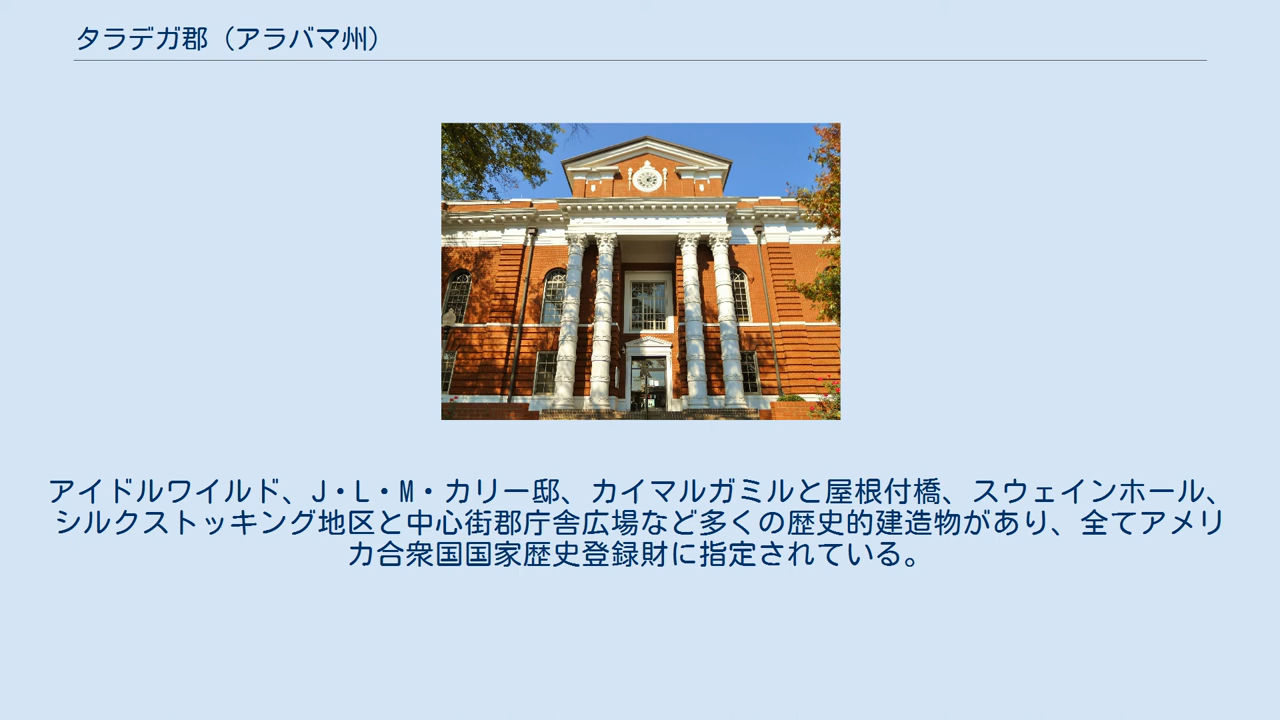 タラデガ郡（アラバマ州）
アイドルワイルド、J・L・M・カリー邸、カイマルガミルと屋根付橋、スウェインホール、
シルクストッキング地区と中心街郡庁舎広場など多くの歴史的建造物があり、全てアメリ
カ合衆国国家歴史登録財に指定されている。